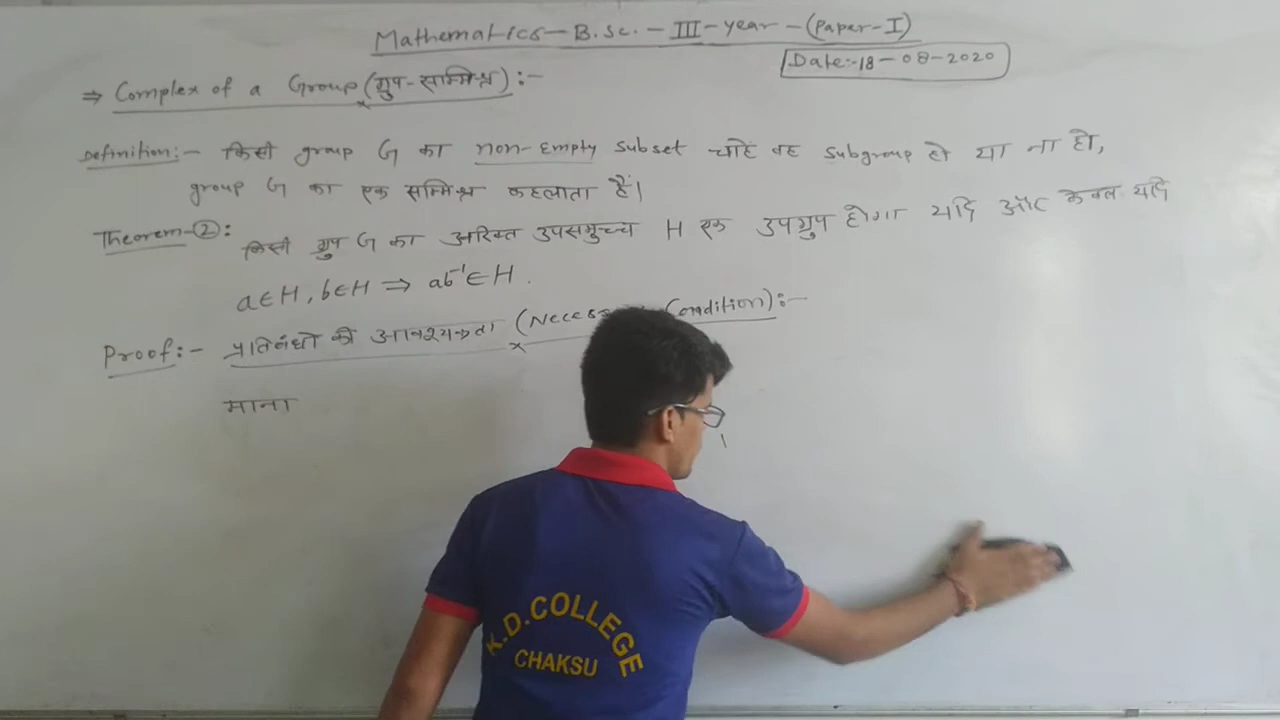 Mathematics-B.Sc.-III-year-(Paper-I)
Date:-18-08-2020
⇒ Complex of a Group (ग्रुप-सम्मिश्र):-
Definition:- किसी group G का non-Empty subset चाहे वह subgroup हो या ना हो,
group G का एक सम्मिश्र कहलाता हैं।
Theorem-②: किसी ग्रुप G का अरिक्त उपसमुच्च H एक उपग्रुप होगा यदि और केवल यदि
a∈H, b∈H ⇒ ab⁻¹∈H.
Proof:- प्रतिबंधो की आवश्यकता (Condition):-
माना
K.D.COLLEGE
CHAKSU